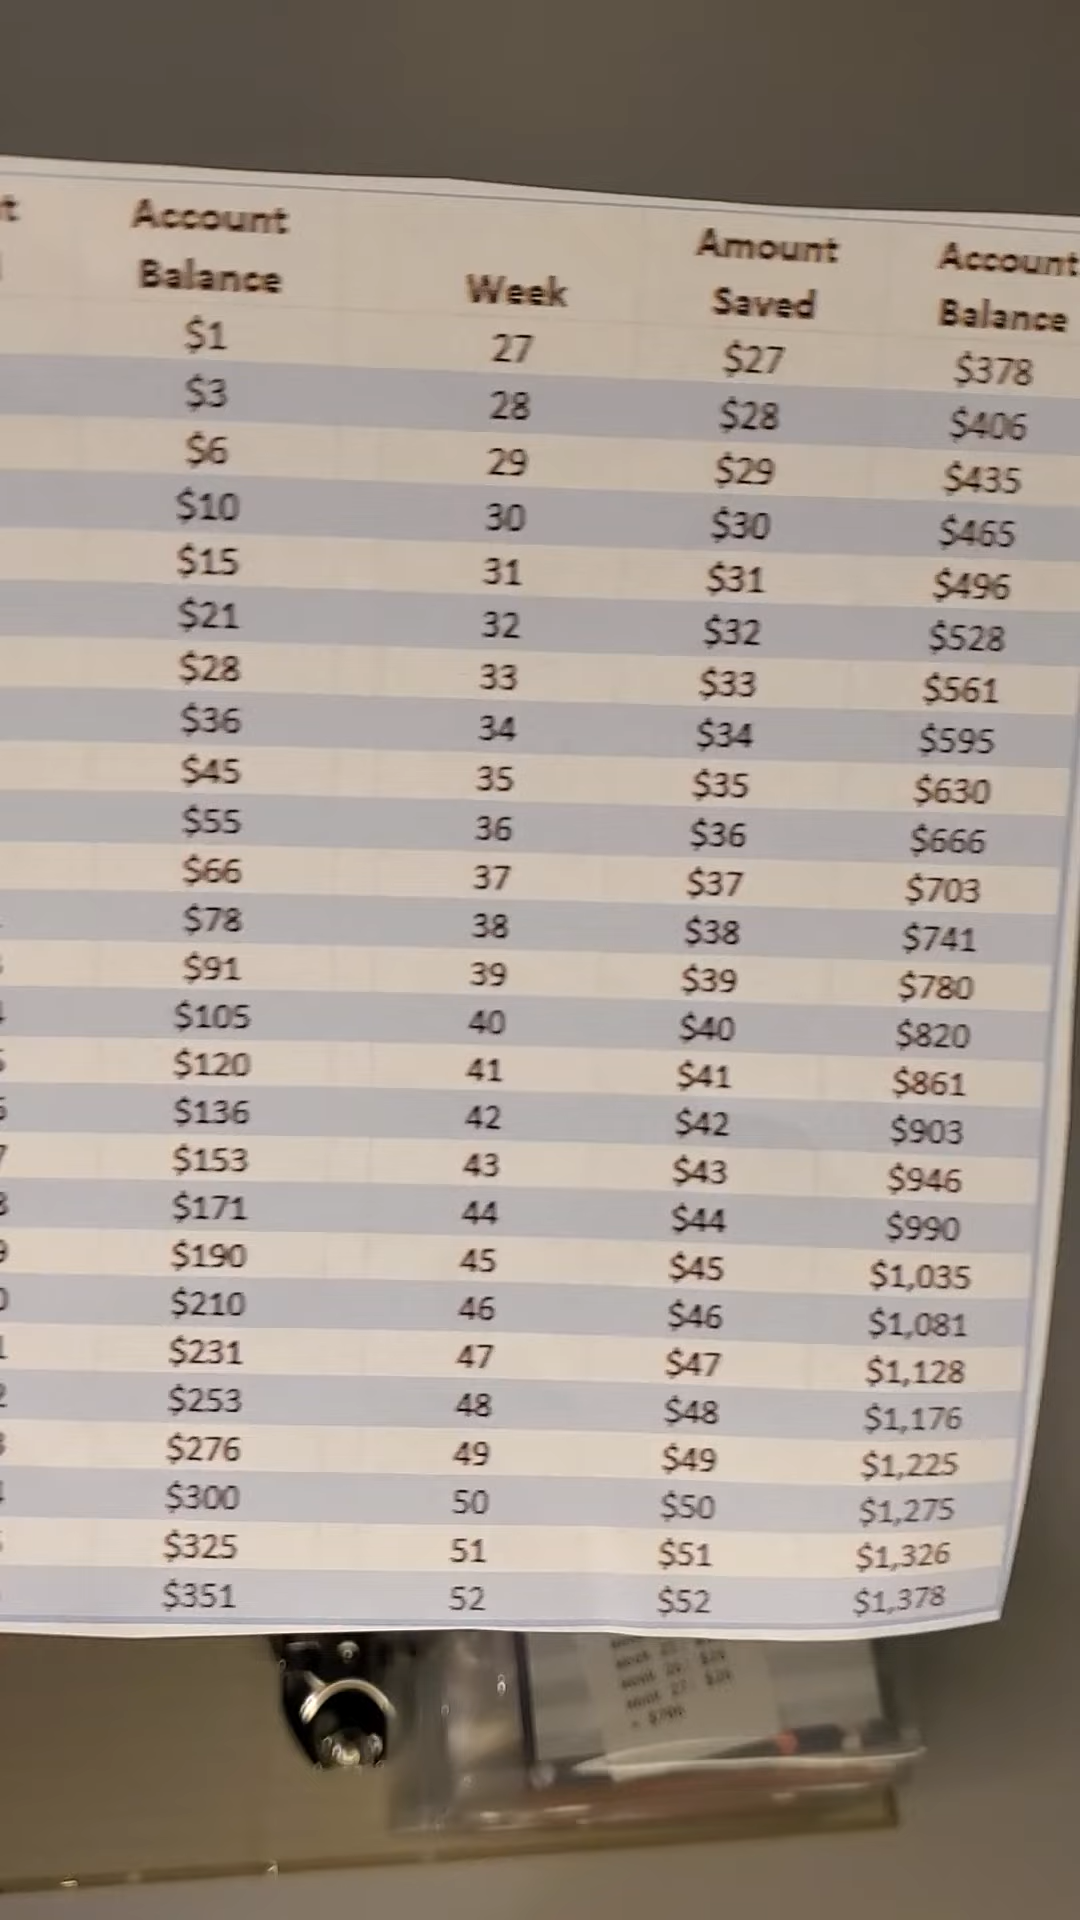 Account Amount Account
Balance Week Saved Balance
$1 27 $27 $378
$3 28 $28 $406
$6 29 $29 $435
$10 30 $30 $465
$15 31 $31 $496
$21 32 $32 $528
$28 33 $33 $561
$36 34 $34 $595
$45 35 $35 $630
$55 36 $36 $666
$66 37 $37 $703
$78 38 $38 $741
$91 39 $39 $780
$105 40 $40 $820
$120 41 $41 $861
$136 42 $42 $903
$153 43 $43 $946
$171 44 $44 $990
$190 45 $45 $1,035
$210 46 $46 $1,081
$231 47 $47 $1,128
$253 48 $48 $1,176
$276 49 $49 $1,225
$300 50 $50 $1,275
$325 51 $51 $1,326
$351 52 $52 $1,378